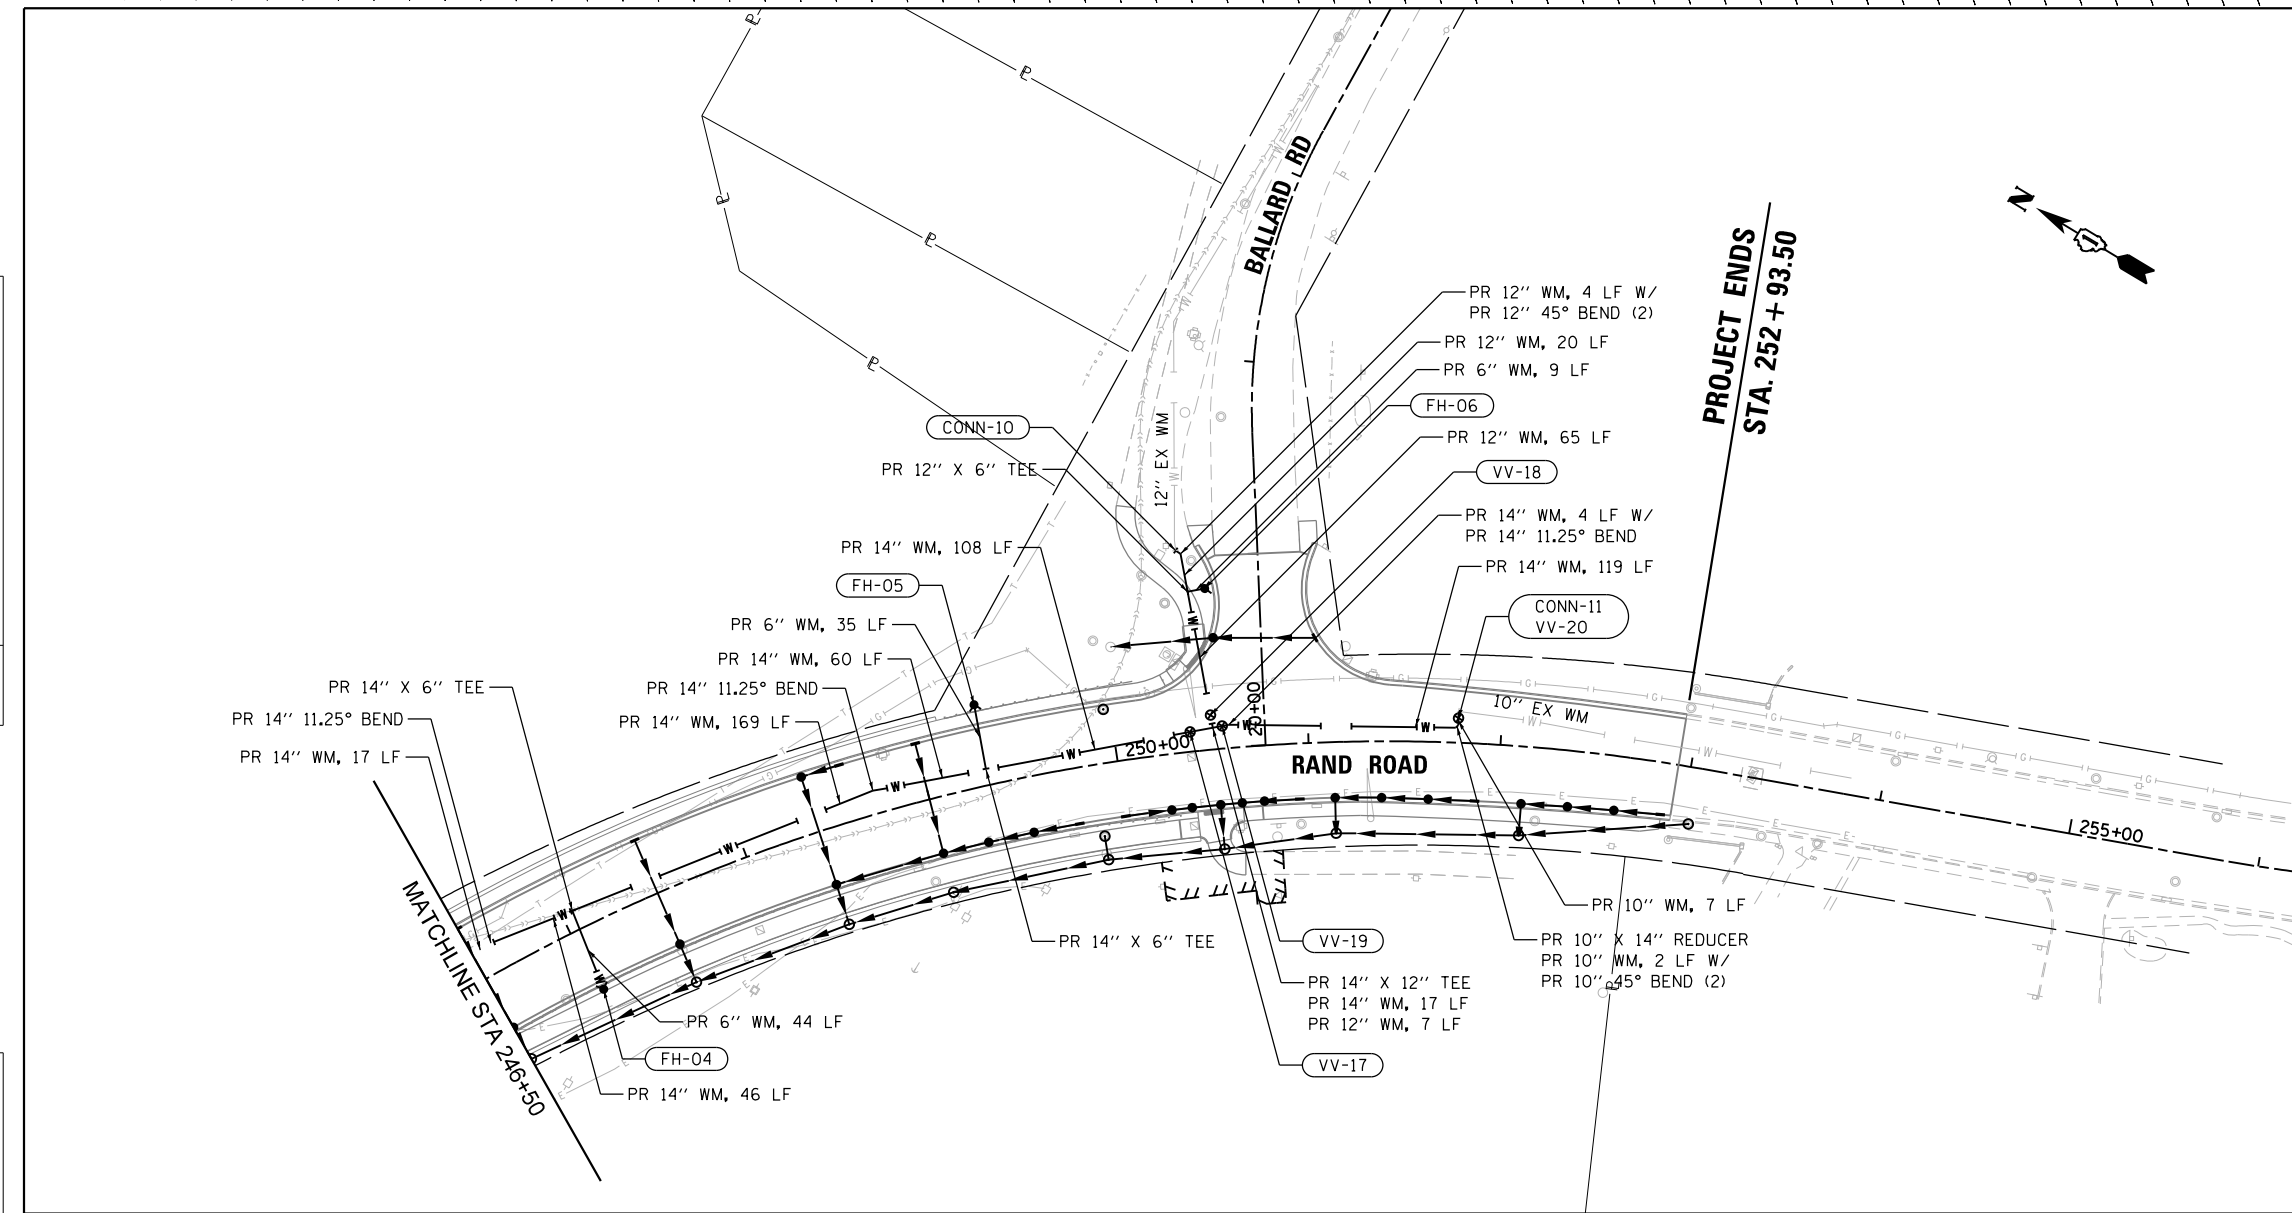 BALLARD RD
N
1
PROJECT ENDS
STA. 252+93.50
PR 12'' WM, 4 LF W/
PR 12'' 45° BEND (2)
PR 12'' WM, 20 LF
PR 6'' WM, 9 LF
FH-06
CONN-10
PR 12'' WM, 65 LF
12'' EX WM
PR 12'' X 6'' TEE
VV-18
PR 14'' WM, 4 LF W/
PR 14'' 11.25° BEND
PR 14'' WM, 108 LF
PR 14'' WM, 119 LF
FH-05
CONN-11
VV-20
PR 6'' WM, 35 LF
PR 14'' WM, 60 LF
PR 14'' X 6'' TEE
PR 14'' 11.25° BEND
PR 14'' 11.25° BEND
PR 14'' WM, 169 LF
PR 14'' WM, 17 LF
10'' EX WM
20+00
250+00
RAND ROAD
255+00
MATCHLINE STA 246+50
PR 10'' WM, 7 LF
PR 14'' X 6'' TEE
VV-19
PR 10'' X 14'' REDUCER
PR 10'' WM, 2 LF W/
PR 10'' 45° BEND (2)
PR 14'' X 12'' TEE
PR 14'' WM, 17 LF
PR 12'' WM, 7 LF
PR 6'' WM, 44 LF
FH-04
VV-17
PR 14'' WM, 46 LF